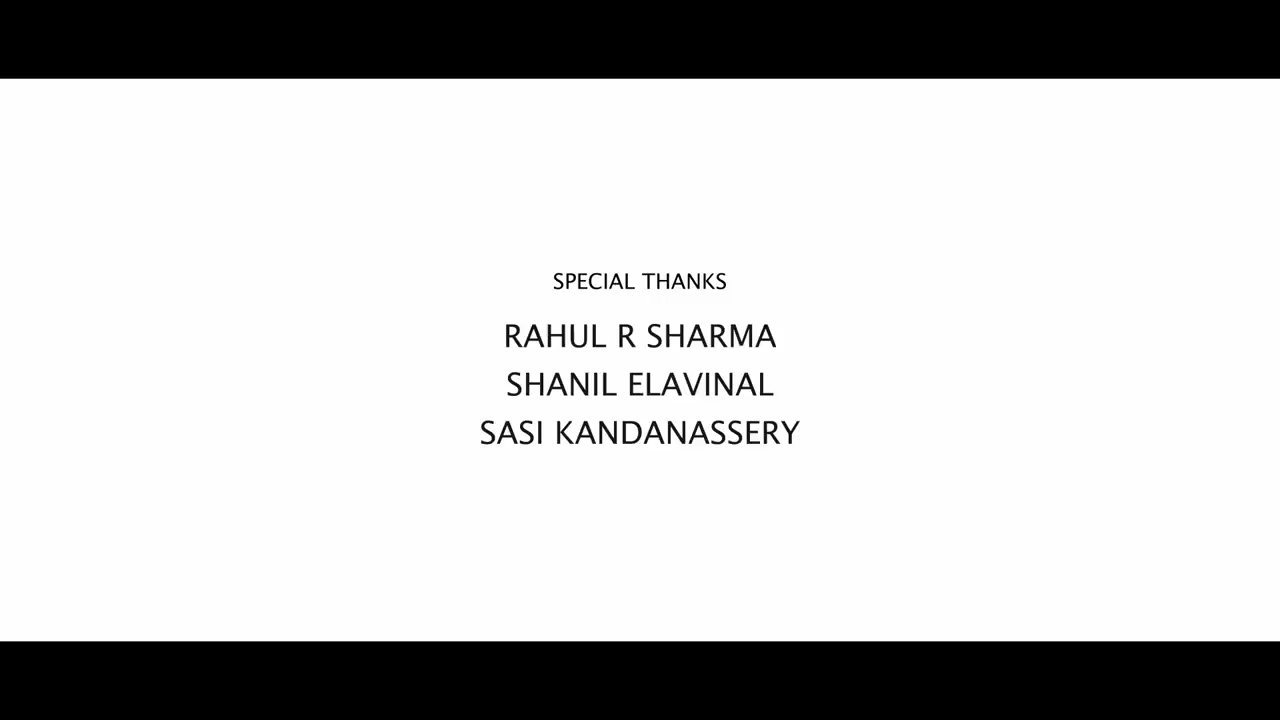 SPECIAL THANKS
RAHUL R SHARMA
SHANIL ELAVINAL
SASI KANDANASSERY